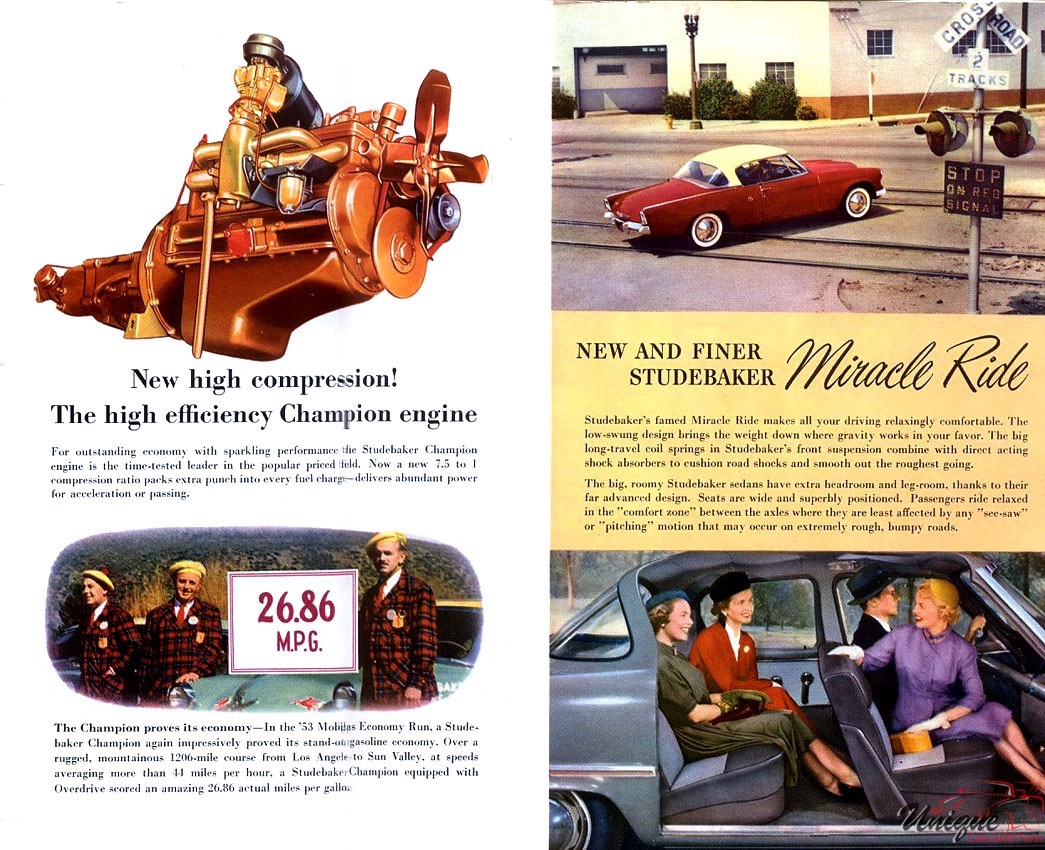 New high compression!
The high efficiency Champion engine
For outstanding economy with sparkling performance the Studebaker Champion
engine is the time-tested leader in the popular priced field. Now a new 7.5 to 1
compression ratio packs extra punch into every fuel charge—delivers abundant power
for acceleration or passing.
26.86
M.P.G.
The Champion proves its economy—In the '53 Mobilgas Economy Run, a Stude-
baker Champion again impressively proved its stand-out gasoline economy. Over a
rugged, mountainous 1206-mile course from Los Angeles to Sun Valley, at speeds
averaging more than 44 miles per hour, a Studebaker Champion equipped with
Overdrive scored an amazing 26.86 actual miles per gallon.
CROSS ROAD
2
TRACKS
STOP
ON RED
SIGNAL
NEW AND FINER
STUDEBAKER Miracle Ride
Studebaker's famed Miracle Ride makes all your driving relaxingly comfortable. The
low-swung design brings the weight down where gravity works in your favor. The big
long-travel coil springs in Studebaker's front suspension combine with direct acting
shock absorbers to cushion road shocks and smooth out the roughest going.
The big, roomy Studebaker sedans have extra headroom and leg-room, thanks to their
far advanced design. Seats are wide and superbly positioned. Passengers ride relaxed
in the "comfort zone" between the axles where they are least affected by any "see-saw"
or "pitching" motion that may occur on extremely rough, bumpy roads.
Unique